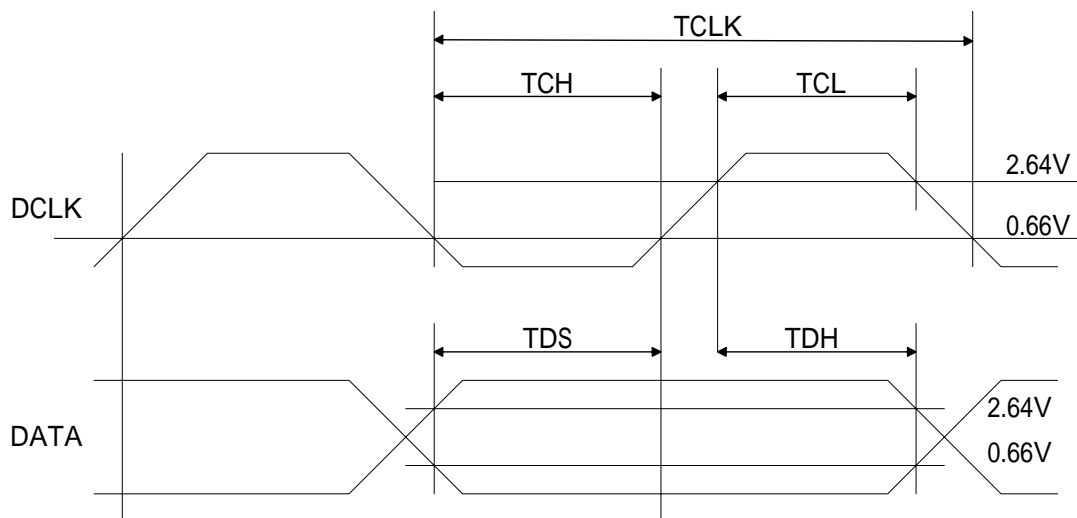 TCLK
TCH
TCL
2.64V
DCLK
0.66V
TDS
TDH
2.64V
DATA
0.66V